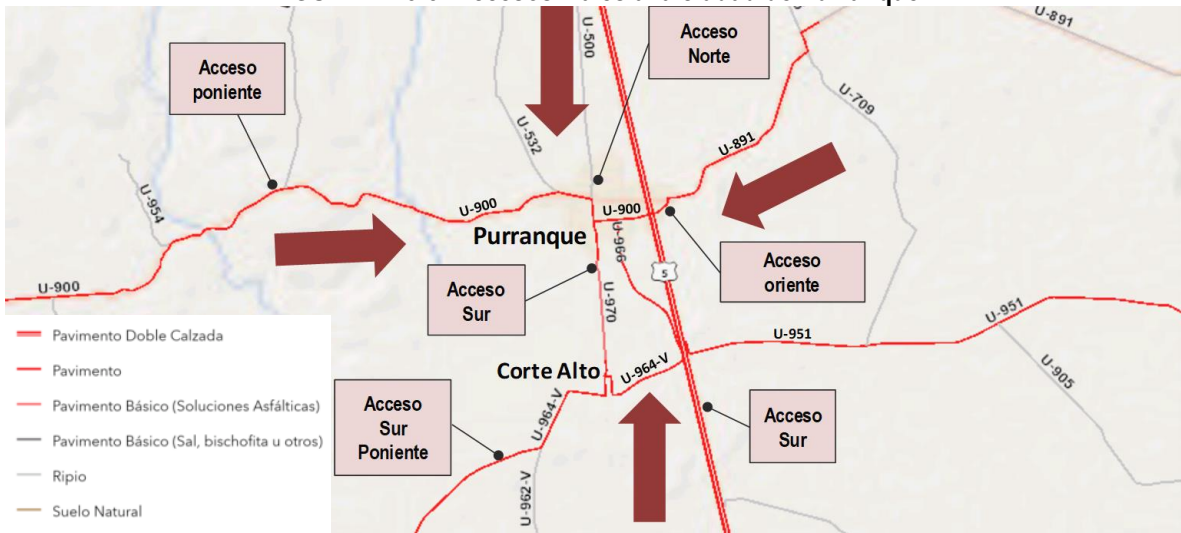 U-500
U-891
Acceso
Norte
Acceso
poniente
U-709
U-532
U-891
U-954
U-900
U-900
Purranque
U-966
Acceso
Sur
5
Acceso
oriente
U-900
U-970
U-951
U-951
Pavimento Doble Calzada
Pavimento
Pavimento Básico (Soluciones Asfálticas)
Pavimento Básico (Sal, bischofita u otros)
Ripio
Suelo Natural
Corte Alto
U-964-V
U-905
Acceso
Sur
Poniente
U-964-V
Acceso
Sur
U-962-V